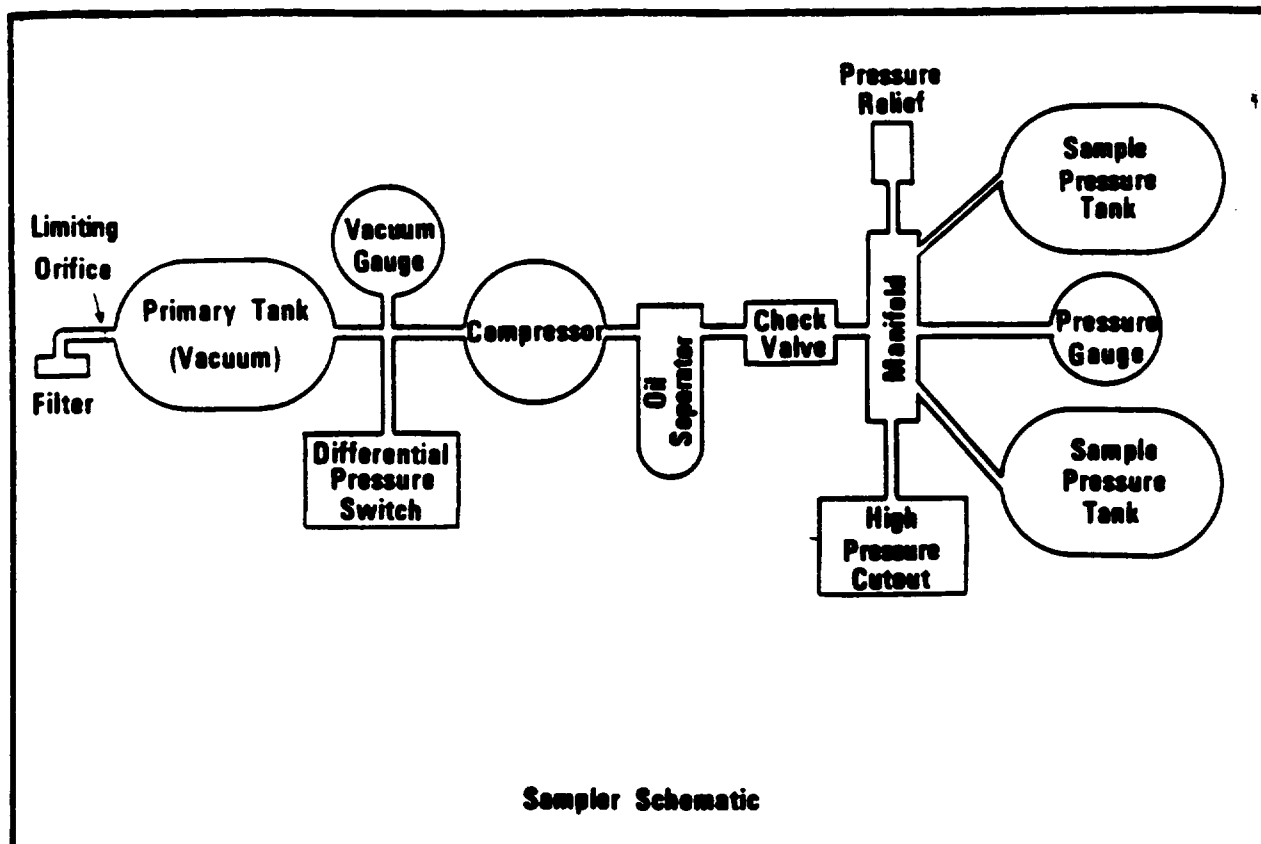 Pressure
Relief
Sample
Pressure
Tank
Limiting
Orifice
Vacuum
Gauge
Primary Tank
(Vacuum)
Compressor
Check
Valve
Manifold
Pressure
Gauge
Filter
Oil
Seperator
Differential
Pressure
Switch
Sample
Pressure
Tank
High
Pressure
Cutout
Sampler Schematic